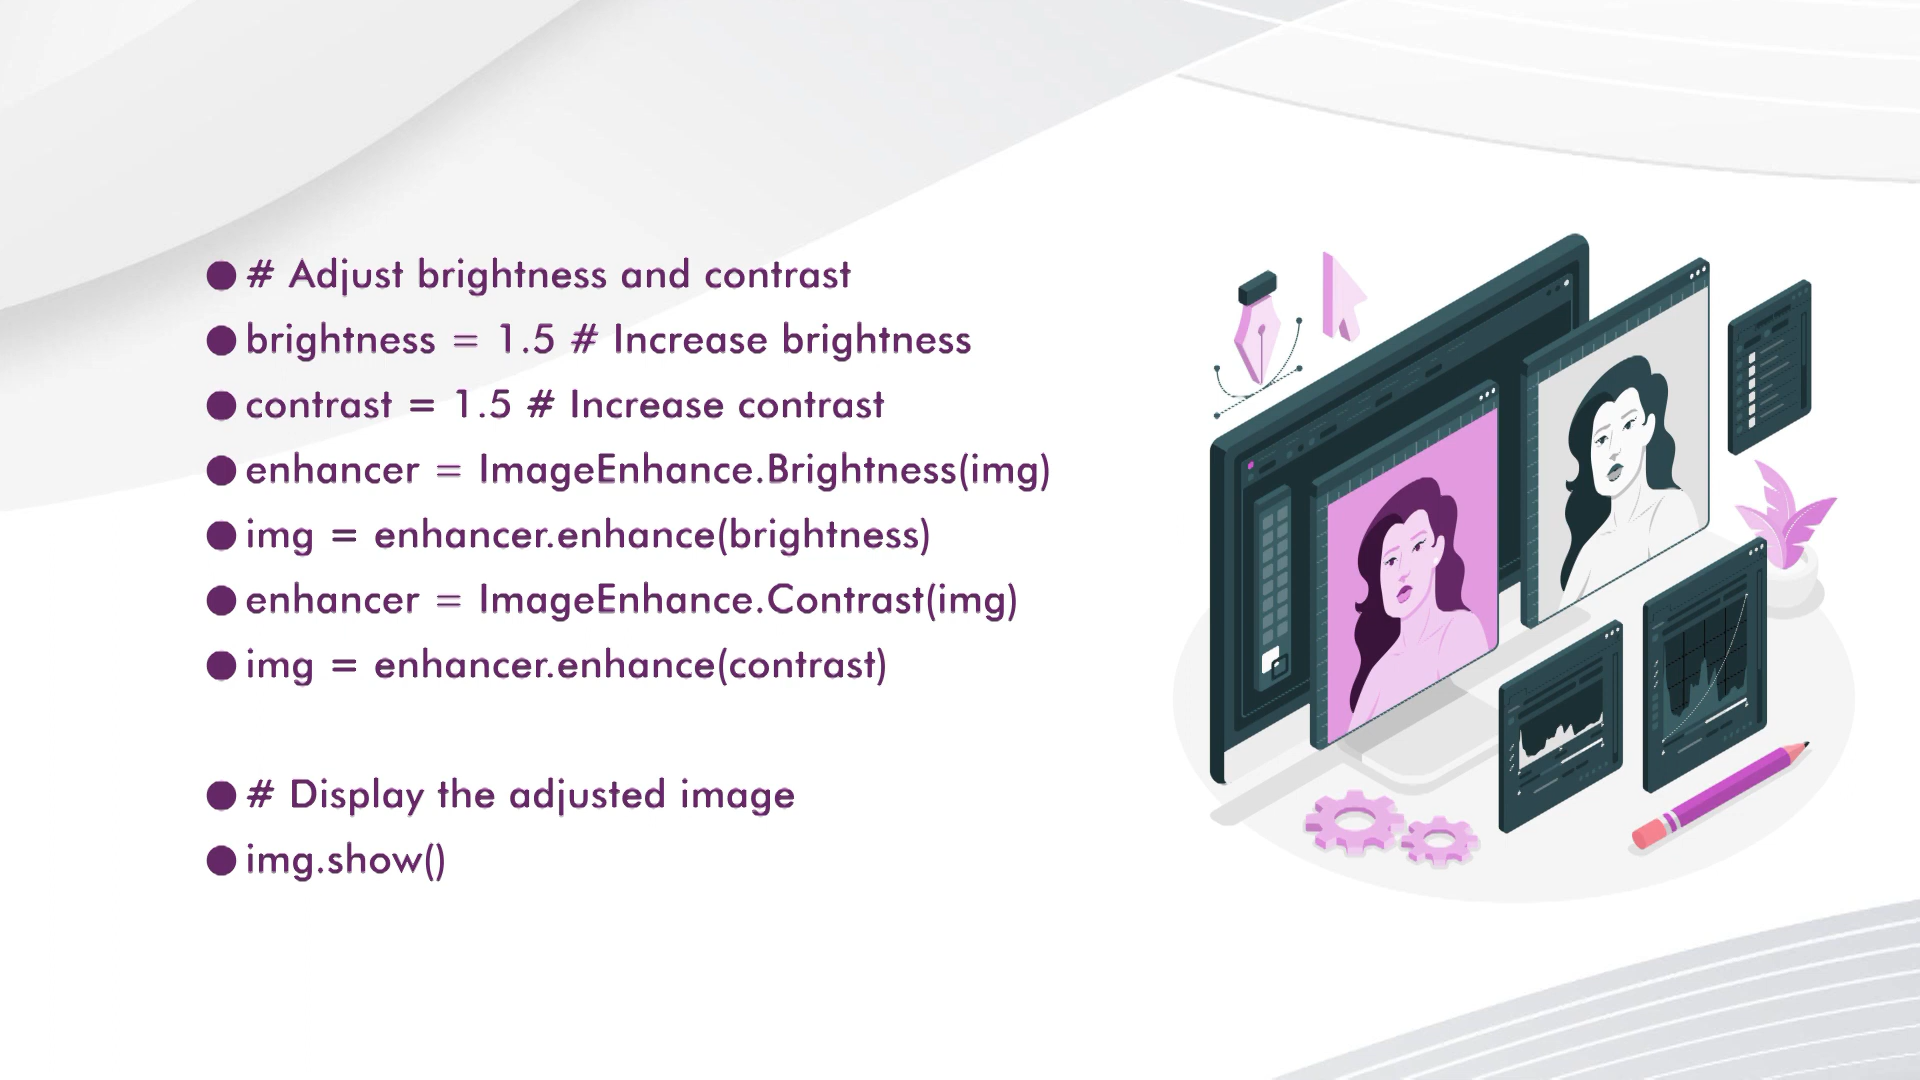 # Adjust brightness and contrast
brightness = 1.5 # Increase brightness
contrast = 1.5 # Increase contrast
enhancer = ImageEnhance.Brightness(img)
img = enhancer.enhance(brightness)
enhancer = ImageEnhance.Contrast(img)
img = enhancer.enhance(contrast)
# Display the adjusted image
img.show()